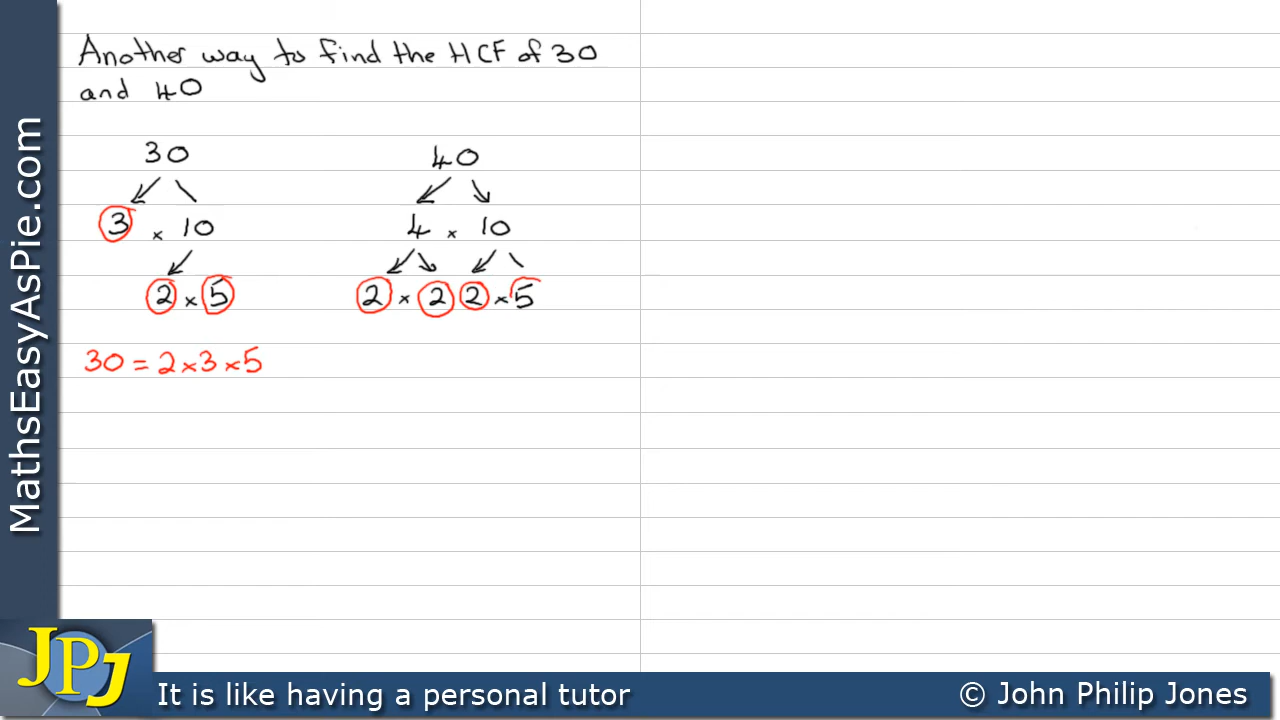 Another way to find the HCF of 30
and 40
30 40
3 × 10 4 × 10
2 × 5 2 × 2 2 × 5
30 = 2 × 3 × 5
MathsEasyAsPie.com
JPJ
It is like having a personal tutor
© John Philip Jones